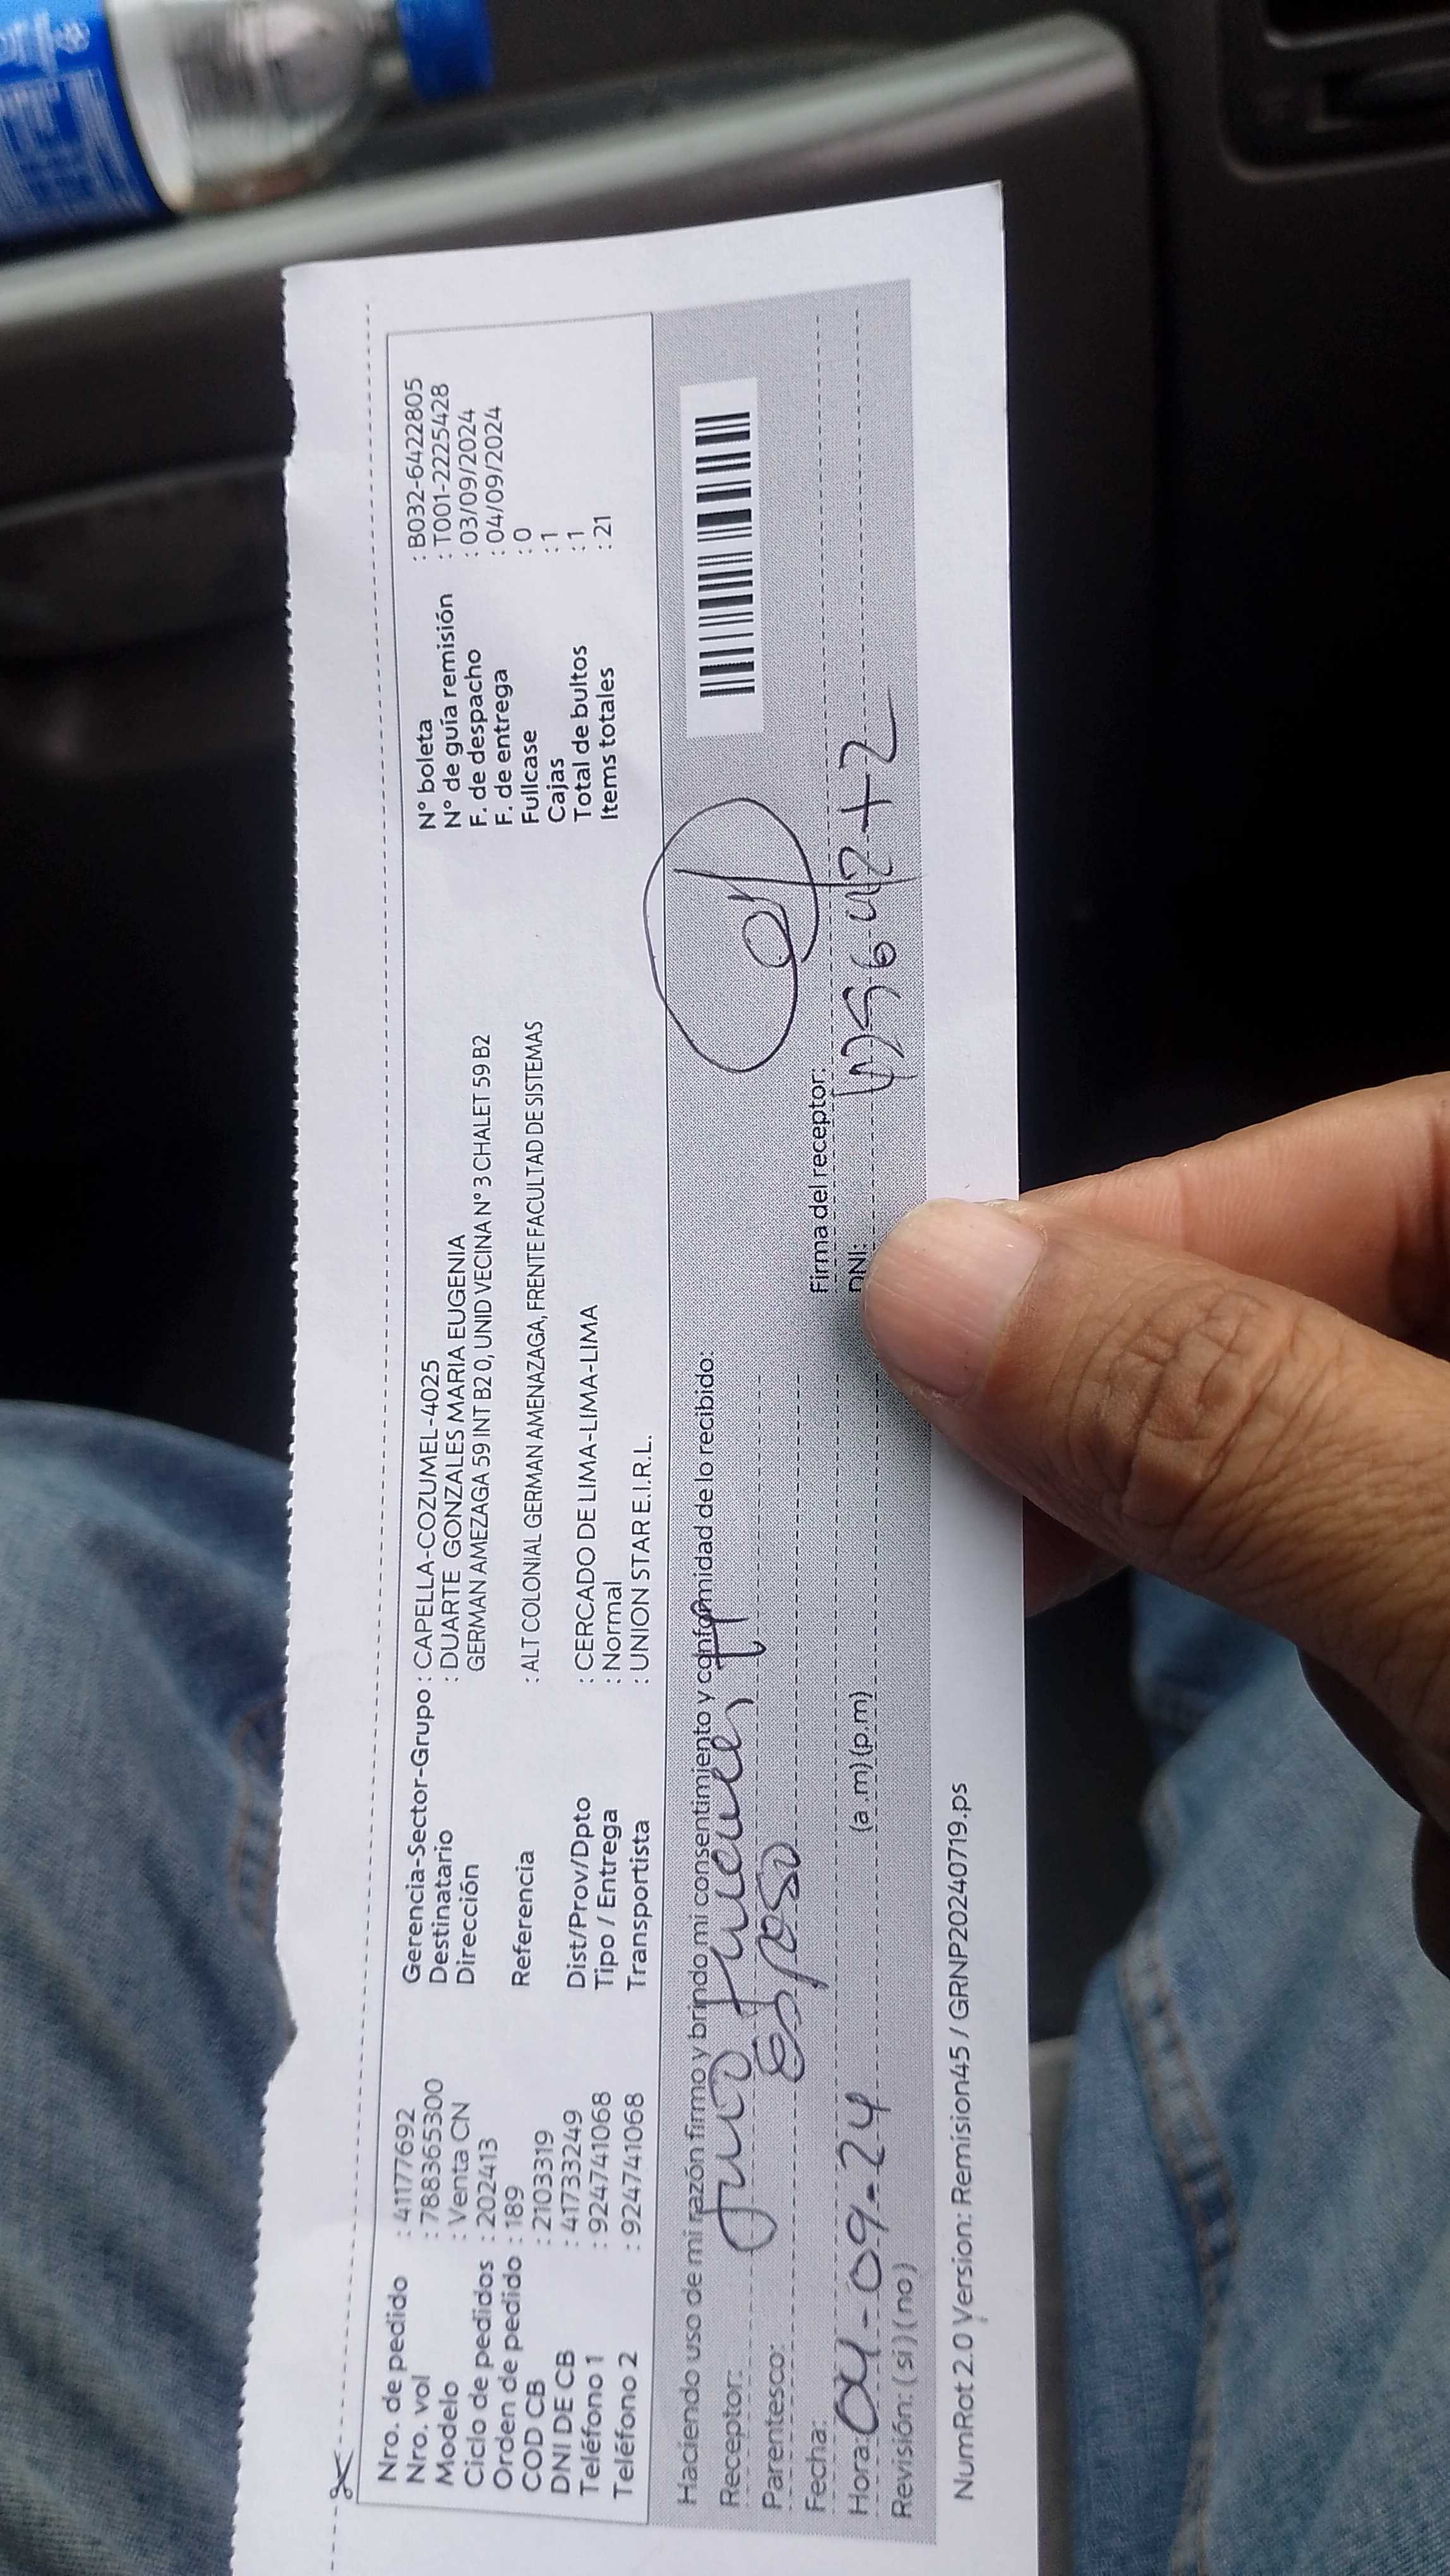 Nro. de pedido : 41177692
Nro. vol : 7883653​00
Modelo : Venta CN
Ciclo de pedidos : 202413
Orden de pedido : 189
COD CB : 2103319
DNI DE CB : 41733249
Teléfono 1 : 924741068
Teléfono 2 : 924741068
Gerencia-Sector-Grupo : CAPELLA-COZUMEL-4025
Destinatario : DUARTE GONZALES MARIA EUGENIA
Dirección GERMAN AMEZAGA 59 INT B2 0, UNID VECINA N° 3 CHALET 59 B2
Referencia : ALT COLONIAL GERMAN AMENAZAGA, FRENTE FACULTAD DE SISTEMAS
Dist/Prov/Dpto : CERCADO DE LIMA-LIMA-LIMA
Tipo / Entrega : Normal
Transportista : UNION STAR E.I.R.L.
N° boleta : B032-6422805
N° de guía remisión : T001-2225428
F. de despacho : 03/09/2024
F. de entrega : 04/09/2024
Fullcase : 0
Cajas : 1
Total de bultos : 1
Items totales : 21
Haciendo uso de mi razón firmo y brindo mi consentimiento y conformidad de lo recibido:
Receptor:
Parentesco: Esposo
Fecha:
Hora: 04-09-24 (a.m) (p.m)
Revisión: (si) (no)
Firma del receptor:
DNI:
NumRot 2.0 Version: Remision45 / GRNP20240719.ps